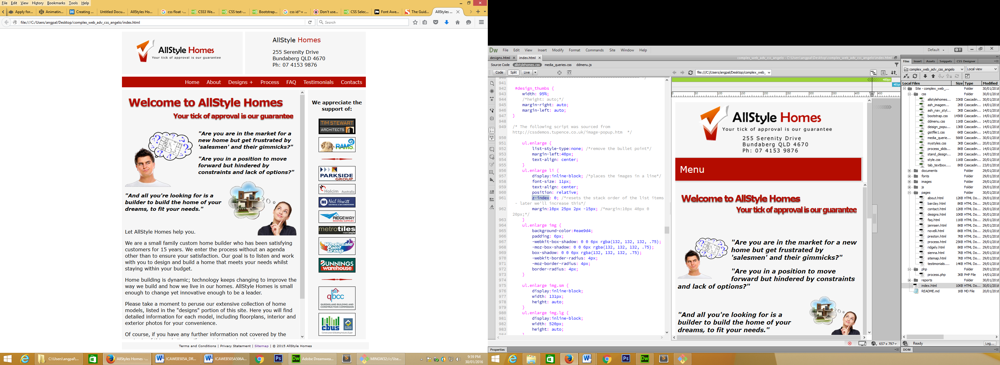 File Edit View History Bookmarks Tools Help
Apply for... Animatin... Creating ... Untitled Docu... AllStyles Ho... css float -... CSS3 We... CSS text-... Bootstrap... css id^= ... Don't use... CSS Selec... Font Awe... The Guid... AllStyles ...
file:///C:/Users/angpal/Desktop/complex_web_adv_css_angelo/index.html
Search
AllStyle Homes
Your tick of approval is our guarantee
AllStyle Homes
255 Serenity Drive
Bundaberg QLD 4670
Ph: 07 4153 9876
Home About Designs + Process FAQ Testimonials Contacts
Welcome to AllStyle Homes
Your tick of approval is our guarantee
"Are you are in the market for a
new home but get frustrated by
'salesmen' and their gimmicks?"
"Are you in a position to move
forward but hindered by
constraints and lack of options?"
"And all you're looking for is a
builder to build the home of your
dreams, to fit your needs."
Let AllStyle Homes help you.
We are a small family custom home builder who has been satisfying
customers for 15 years. We enter the process without an agenda
other than to ensure your satisfaction. Our goal is to listen and work
with you to design and build a home that meets your needs whilst
staying within your budget.
Home building is dynamic; technology keeps changing to improve the
way we build and how we live in our homes. AllStyle Homes is small
enough to change yet innovative enough to be a leader.
Please take a moment to peruse our extensive collection of home
models, listed in the "designs" portion of this site. Here you will find
detailed information for each model, including floorplans, interior and
exterior photos for your convenience.
Of course, if you have any further information not covered by the
We appreciate the
support of:
TIM STEWART
ARCHITECTS
RAMS
PARKSIDE
GROUP
Holcim Australia
Neil Hewitt
ELECTRICAL & AIR CONDITIONING
RIDGEWAY
ROOFING SUPPLIES
metrotiles
metrostyle
Wholesale
Paint
Group
BUNNINGS
warehouse
qbcc
QUEENSLAND BUILDING AND
CONSTRUCTION COMMISSION
cbus
Construction & Building Industry Super
Terms and Conditions | Privacy Statement | Sitemap | © 2015 AllStyle Homes
C:\Users\angpal\... AllStyles Homes -... ICAWEB505A_DR... ICAWEB505A506A... Adobe Dreamwea... MINGW32:/c/Use...
9:59 PM
30/01/2016
Dw File Edit View Insert Modify Format Commands Site Window Help
Default
designs.html index.html
complex_web_adv_css_angelo - C:\Users\angpal\Desktop\complex_web_adv_css_angelo\index.html
Source Code allstylehomes.css media_queries.css ddmenu.js
Code Split Live
file:///C|/Users/angpal/Desktop/complex_web_
941
942 #design_thumbs {
943 width: 95%;
944 /*height: auto;*/
945 margin-right: auto;
946 margin-left: auto;
947 }
948
949 /* The following script was sourced from
http://cssdemos.tupence.co.uk/image-popup.htm */
950
951 ul.enlarge {
952 list-style-type:none; /*remove the bullet point*/
953 margin-left:40px;
954 text-align: center;
955 }
956 ul.enlarge li {
957 display:inline-block; /*places the images in a line*/
958 font-size: 11px;
959 text-align: center;
960 position: relative;
961 z-index: 0; /*resets the stack order of the list items
- later we'll increase this*/
962 margin:10px 25px 2px -15px; /*margin:10px 40px 0
20px;*/
963 }
964 ul.enlarge img {
965 background-color:#eae9d4;
966 padding: 6px;
967 -webkit-box-shadow: 0 0 6px rgba(132, 132, 132, .75);
968 -moz-box-shadow: 0 0 6px rgba(132, 132, 132, .75);
969 box-shadow: 0 0 6px rgba(132, 132, 132, .75);
970 -webkit-border-radius: 4px;
971 -moz-border-radius: 4px;
972 border-radius: 4px;
973 }
974
975 ul.enlarge img.sm {
976 display:inline-block;
977 width: 131px;
978 height: auto;
979 }
980 ul.enlarge img.lg {
981 display:inline-block;
982 width: 520px;
983 height: auto;
480px
481p
0 50 100 150 200 250 300 350 400 450
AllStyle Homes
Your tick of approval is our guarantee
255 Serenity Drive
Bundaberg QLD 4670
Ph: 07 4153 9876
Menu
Welcome to AllStyle Homes
Your tick of approval is our guarantee
"Are you are in the market for a new
home but get frustrated by
'salesmen' and their gimmicks?"
"Are you in a position to move
forward but hindered by constraints
and lack of options?"
"And all you're looking for is a
builder to build the home of your
dreams, to fit your needs."
657 x 797
Properties
Files Insert Assets Snippets CSS Designer
complex_web_adv_css_angelo Local view
Local Files Size Type Modified
Site - complex_web_... Folder 30/01/2016
css Folder 30/01/2016
allstylehomes... 33KB Cascadin... 30/01/2016
ash_imagem... 2KB Cascadin... 14/01/2016
ash_nav_styl... 3KB Cascadin... 14/01/2016
bootstrap.css 145KB Cascadin... 14/01/2016
ddmenu.css 11KB Cascadin... 14/01/2016
deisign_popu... 13KB Cascadin... 14/01/2016
gistfile1.css 6KB Cascadin... 14/01/2016
media_querie... 56KB Cascadin... 30/01/2016
mystyles.css 3KB Cascadin... 20/01/2016
process_slids... 8KB Cascadin... 14/01/2016
stand_design... 2KB Cascadin... 14/01/2016
style.css 11KB Cascadin... 20/01/2016
tab_textbox.... 8KB Cascadin... 23/01/2016
documents Folder 29/01/2016
fonts Folder 29/01/2016
images Folder 29/01/2016
js Folder 29/01/2016
pages Folder 30/01/2016
about.html 12KB HTML Do... 29/01/2016
barclay.html 8KB HTML Do... 29/01/2016
contact.html 12KB HTML Do... 29/01/2016
designs.html 10KB HTML Do... 30/01/2016
faq.html 11KB HTML Do... 29/01/2016
jannsen.html 8KB HTML Do... 29/01/2016
novelli.html 8KB HTML Do... 29/01/2016
preston.html 7KB HTML Do... 29/01/2016
process.html 25KB HTML Do... 29/01/2016
ridgely.html 8KB HTML Do... 29/01/2016
sienna.html 7KB HTML Do... 29/01/2016
sitemap.html 7KB HTML Do... 29/01/2016
testimonials.... 14KB HTML Do... 29/01/2016
php Folder 29/01/2016
process.php 3KB PHP File 14/01/2016
reports Folder 29/01/2016
index.html 10KB HTML Do... 30/01/2016
README.md 1KB MD File 20/01/2016
Ready Log...
DOM